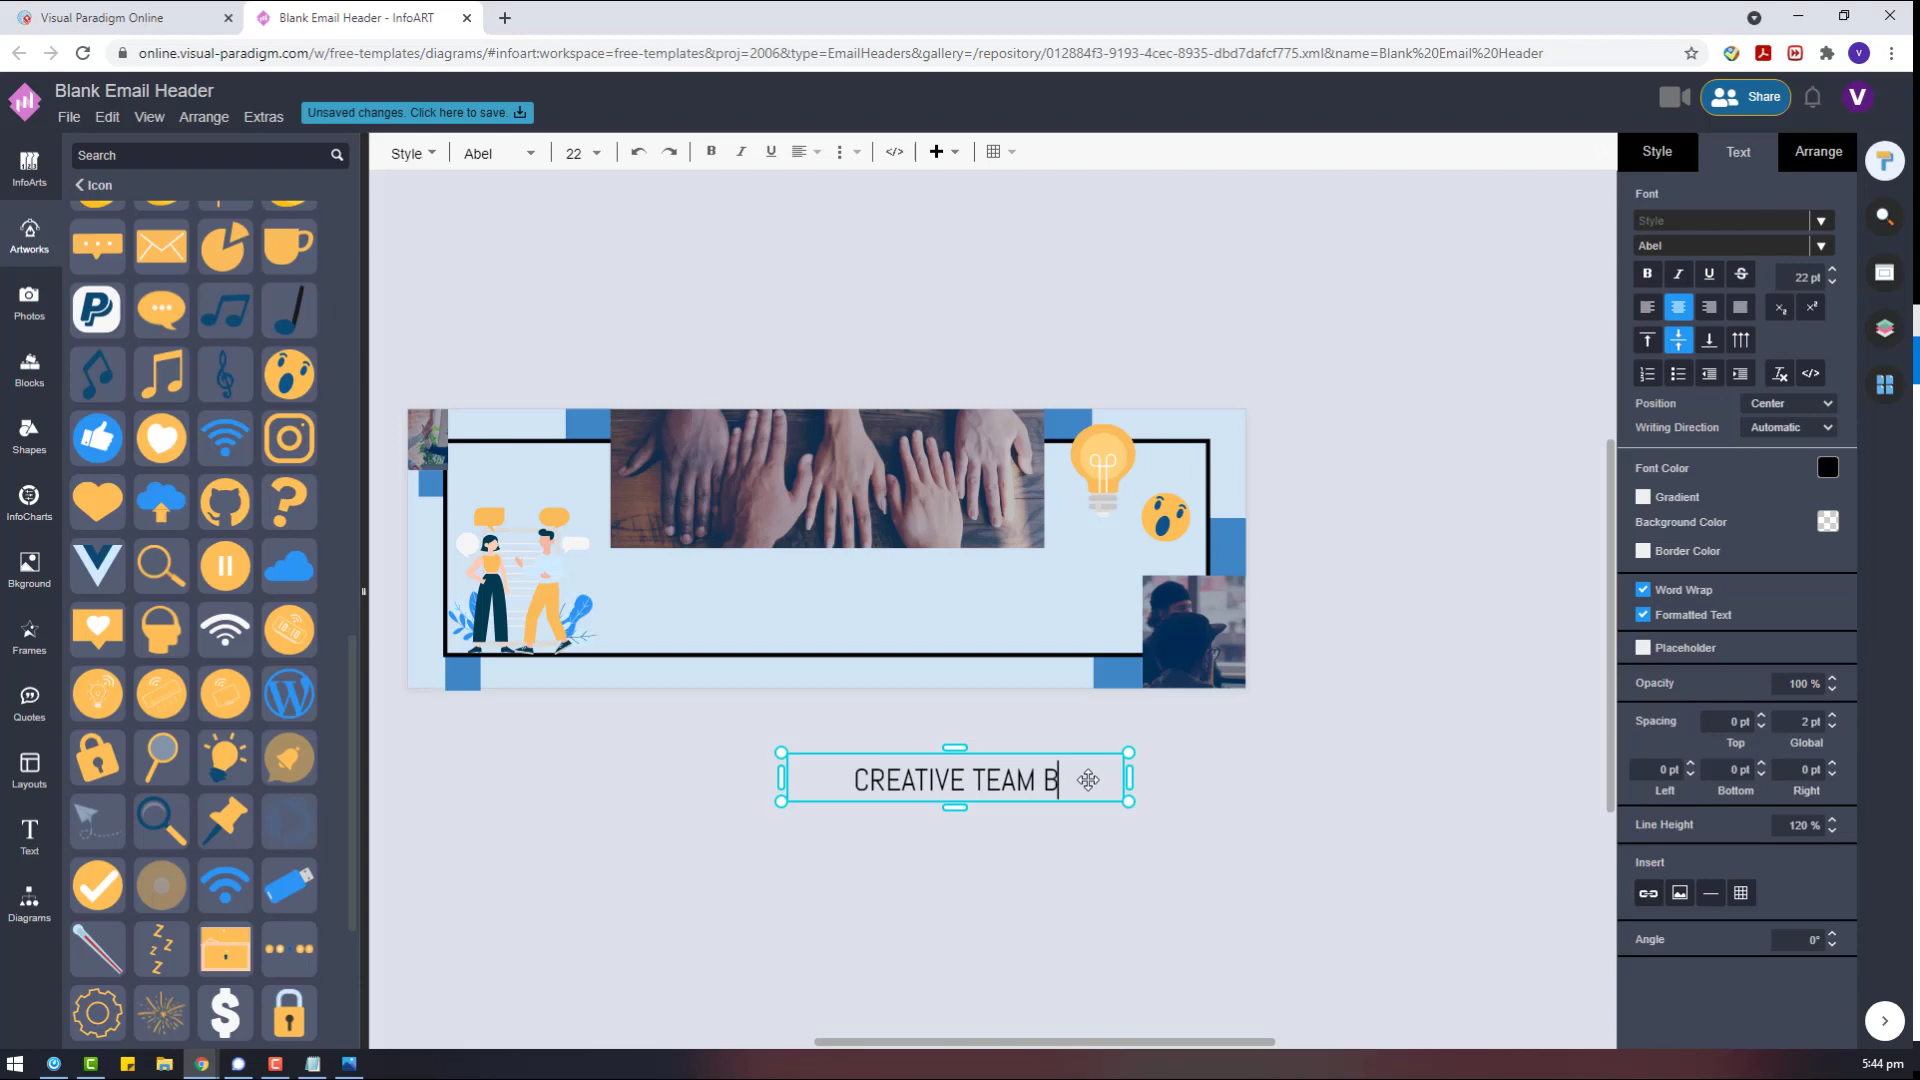 Visual Paradigm Online
Blank Email Header - InfoART
online.visual-paradigm.com/w/free-templates/diagrams/#infoart:workspace=free-templates&proj=2006&type=EmailHeaders&gallery=/repository/012884f3-9193-4cec-8935-dbd7dafcf775.xml&name=Blank%20Email%20Header
V
Blank Email Header
File Edit View Arrange Extras
Unsaved changes. Click here to save.
Share
V
InfoArts
Artworks
Photos
Blocks
Shapes
InfoCharts
Bkground
Frames
Quotes
Layouts
Text
Diagrams
Search
Icon
Style
Abel
22
B I U
Style Text Arrange
CREATIVE TEAM B
Font
Style
Abel
B I U S 22 pt
Position Center
Writing Direction Automatic
Font Color
Gradient
Background Color
Border Color
Word Wrap
Formatted Text
Placeholder
Opacity 100 %
Spacing 0 pt 2 pt
Top Global
0 pt 0 pt 0 pt
Left Bottom Right
Line Height 120 %
Insert
Angle 0°
5:44 pm